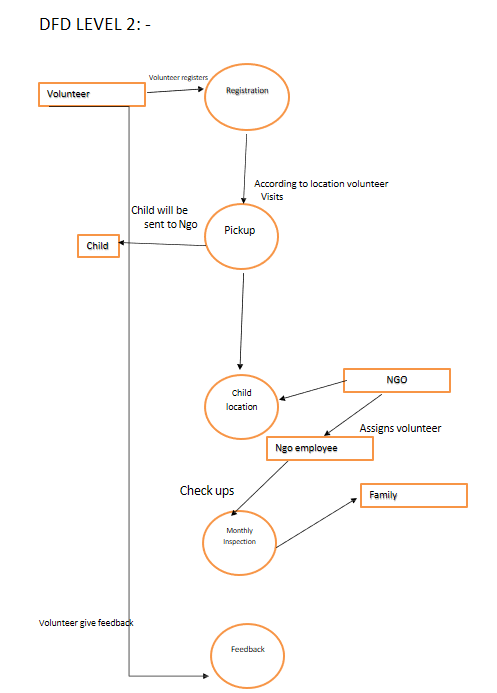 DFD LEVEL 2: -
Volunteer registers
Volunteer
Registration
According to location volunteer
Visits
Child will be
sent to Ngo
Pickup
Child
NGO
Child
location
Assigns volunteer
Ngo employee
Check ups
Family
Monthly
Inspection
Volunteer give feedback
Feedback